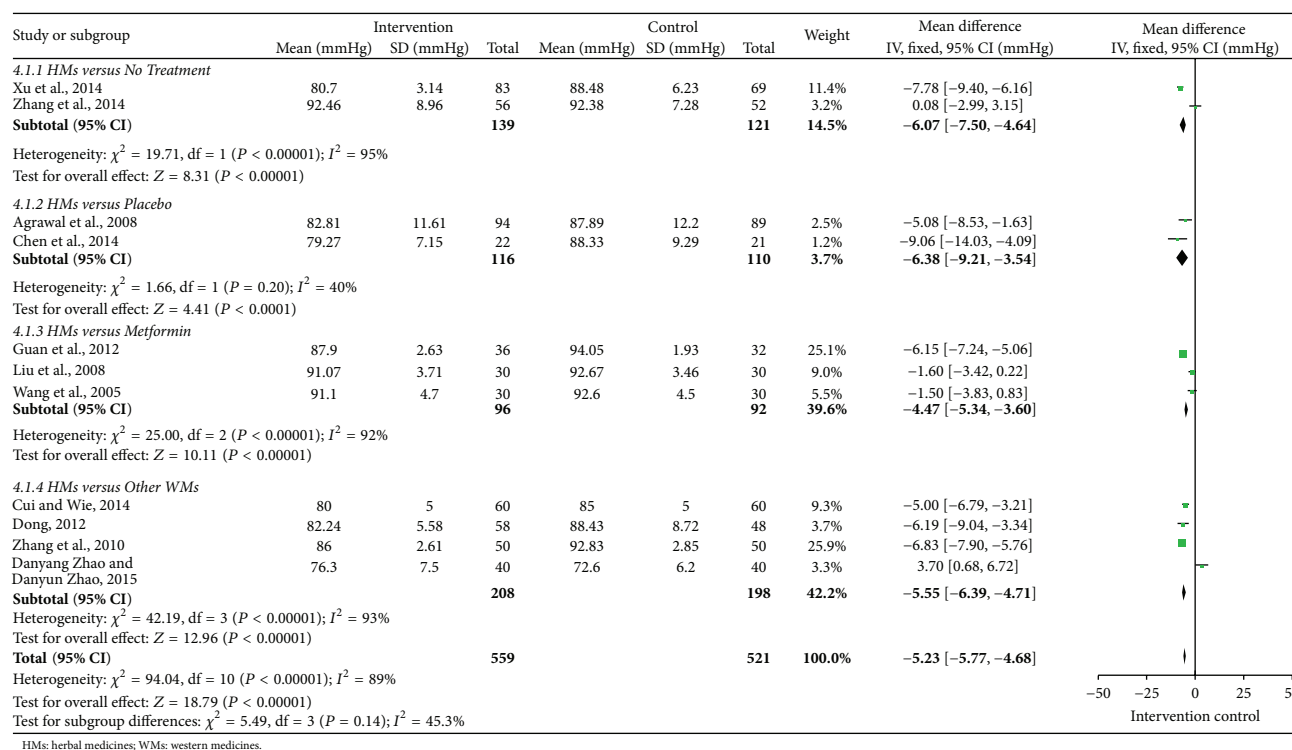 Study or subgroup Intervention Control Weight Mean difference Mean difference
Mean (mmHg) SD (mmHg) Total Mean (mmHg) SD (mmHg) Total IV, fixed, 95% CI (mmHg) IV, fixed, 95% CI (mmHg)
4.1.1 HMs versus No Treatment
Xu et al., 2014 80.7 3.14 83 88.48 6.23 69 11.4% −7.78 [−9.40, −6.16]
Zhang et al., 2014 92.46 8.96 56 92.38 7.28 52 3.2% 0.08 [−2.99, 3.15]
Subtotal (95% CI) 139 121 14.5% −6.07 [−7.50, −4.64]
Heterogeneity: χ² = 19.71, df = 1 (P < 0.00001); I² = 95%
Test for overall effect: Z = 8.31 (P < 0.00001)
4.1.2 HMs versus Placebo
Agrawal et al., 2008 82.81 11.61 94 87.89 12.2 89 2.5% −5.08 [−8.53, −1.63]
Chen et al., 2014 79.27 7.15 22 88.33 9.29 21 1.2% −9.06 [−14.03, −4.09]
Subtotal (95% CI) 116 110 3.7% −6.38 [−9.21, −3.54]
Heterogeneity: χ² = 1.66, df = 1 (P = 0.20); I² = 40%
Test for overall effect: Z = 4.41 (P < 0.0001)
4.1.3 HMs versus Metformin
Guan et al., 2012 87.9 2.63 36 94.05 1.93 32 25.1% −6.15 [−7.24, −5.06]
Liu et al., 2008 91.07 3.71 30 92.67 3.46 30 9.0% −1.60 [−3.42, 0.22]
Wang et al., 2005 91.1 4.7 30 92.6 4.5 30 5.5% −1.50 [−3.83, 0.83]
Subtotal (95% CI) 96 92 39.6% −4.47 [−5.34, −3.60]
Heterogeneity: χ² = 25.00, df = 2 (P < 0.00001); I² = 92%
Test for overall effect: Z = 10.11 (P < 0.00001)
4.1.4 HMs versus Other WMs
Cui and Wie, 2014 80 5 60 85 5 60 9.3% −5.00 [−6.79, −3.21]
Dong, 2012 82.24 5.58 58 88.43 8.72 48 3.7% −6.19 [−9.04, −3.34]
Zhang et al., 2010 86 2.61 50 92.83 2.85 50 25.9% −6.83 [−7.90, −5.76]
Danyang Zhao and 76.3 7.5 40 72.6 6.2 40 3.3% 3.70 [0.68, 6.72]
Danyun Zhao, 2015
Subtotal (95% CI) 208 198 42.2% −5.55 [−6.39, −4.71]
Heterogeneity: χ² = 42.19, df = 3 (P < 0.00001); I² = 93%
Test for overall effect: Z = 12.96 (P < 0.00001)
Total (95% CI) 559 521 100.0% −5.23 [−5.77, −4.68]
Heterogeneity: χ² = 94.04, df = 10 (P < 0.00001); I² = 89%
Test for overall effect: Z = 18.79 (P < 0.00001)
Test for subgroup differences: χ² = 5.49, df = 3 (P = 0.14); I² = 45.3%
−50 −25 0 25
Intervention control
HMs: herbal medicines; WMs: western medicines.